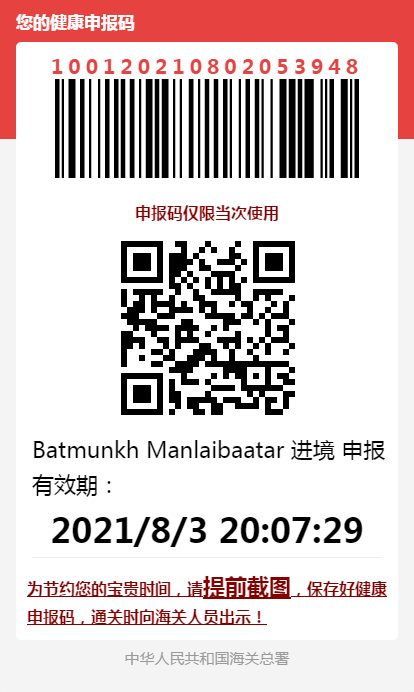 您的健康申报码
100120210802053948
申报码仅限当次使用
Batmunkh Manlaibaatar 进境 申报
有效期：
2021/8/3 20:07:29
为节约您的宝贵时间，请提前截图，保存好健康
申报码，通关时向海关人员出示！
中华人民共和国海关总署